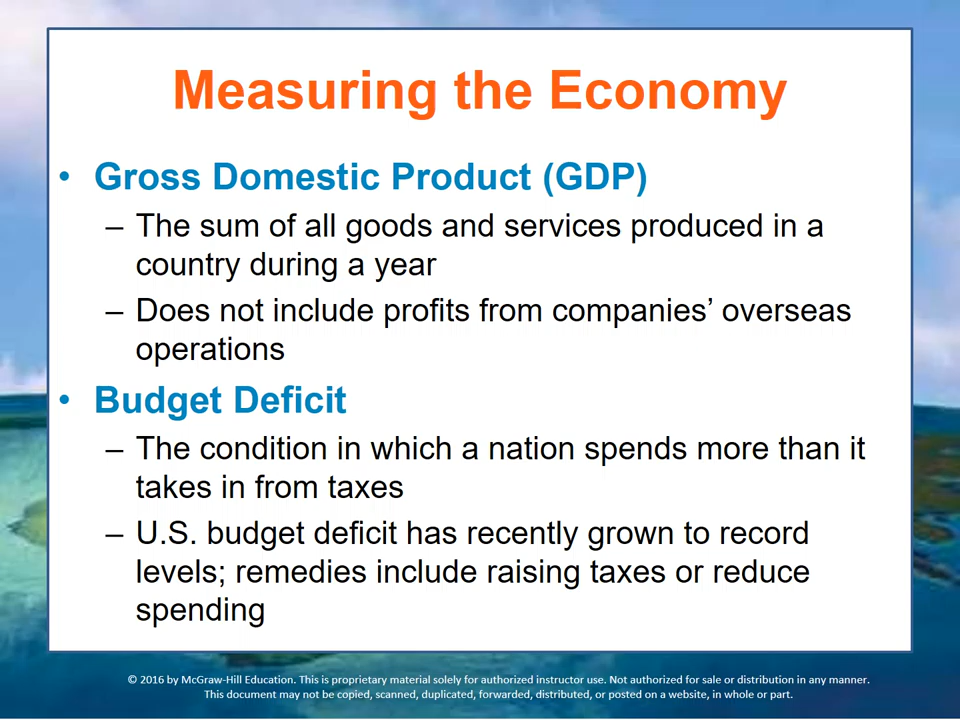 Measuring the Economy
• Gross Domestic Product (GDP)
– The sum of all goods and services produced in a
country during a year
– Does not include profits from companies’ overseas
operations
• Budget Deficit
– The condition in which a nation spends more than it
takes in from taxes
– U.S. budget deficit has recently grown to record
levels; remedies include raising taxes or reduce
spending
© 2016 by McGraw-Hill Education. This is proprietary material solely for authorized instructor use. Not authorized for sale or distribution in any manner.
This document may not be copied, scanned, duplicated, forwarded, distributed, or posted on a website, in whole or part.